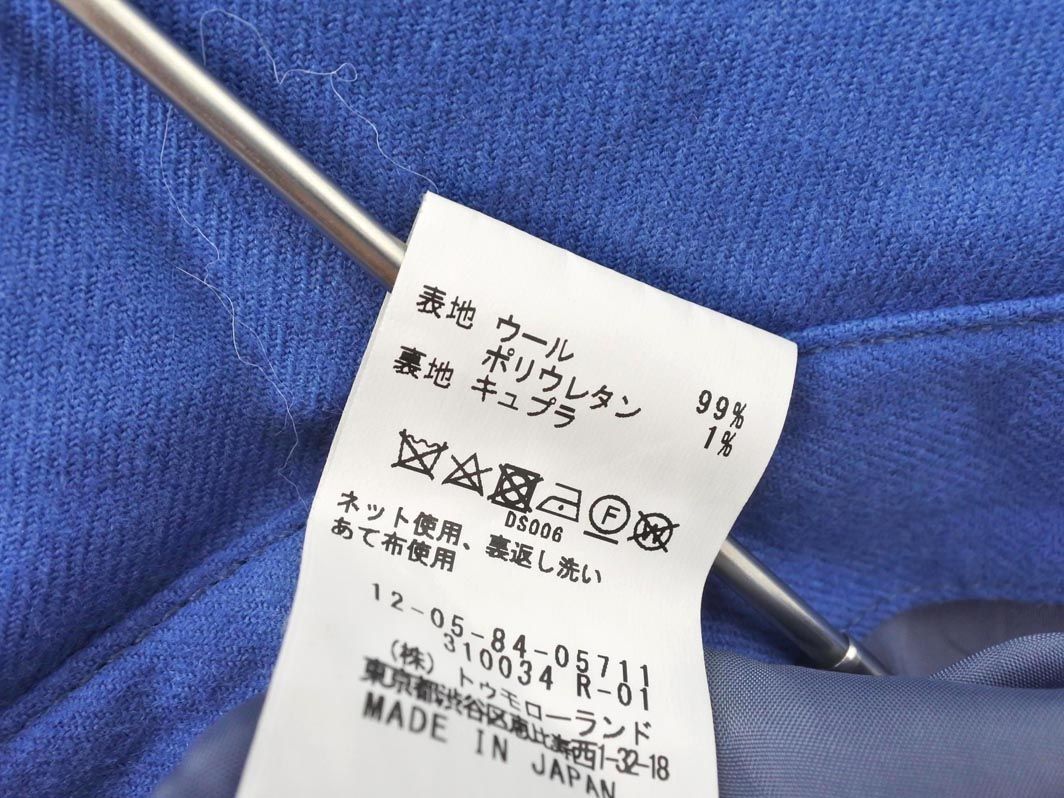 表地 ウール 99%
ポリウレタン 1%
裏地 キュプラ
F
W
DS006
ネット使用、裏返し洗い
あて布使用
12-05-84-05711
310034 R-01
(株) トゥモローランド
東京都渋谷区恵比寿西1-32-18
MADE IN JAPAN